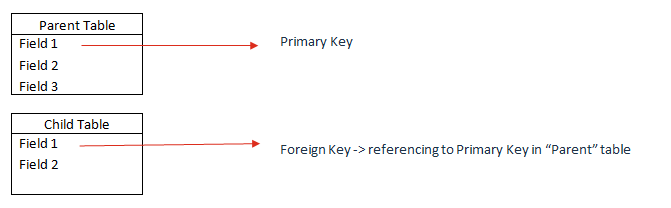 Parent Table
Field 1
Primary Key
Field 2
Field 3
Child Table
Field 1
Foreign Key -> referencing to Primary Key in “Parent” table
Field 2